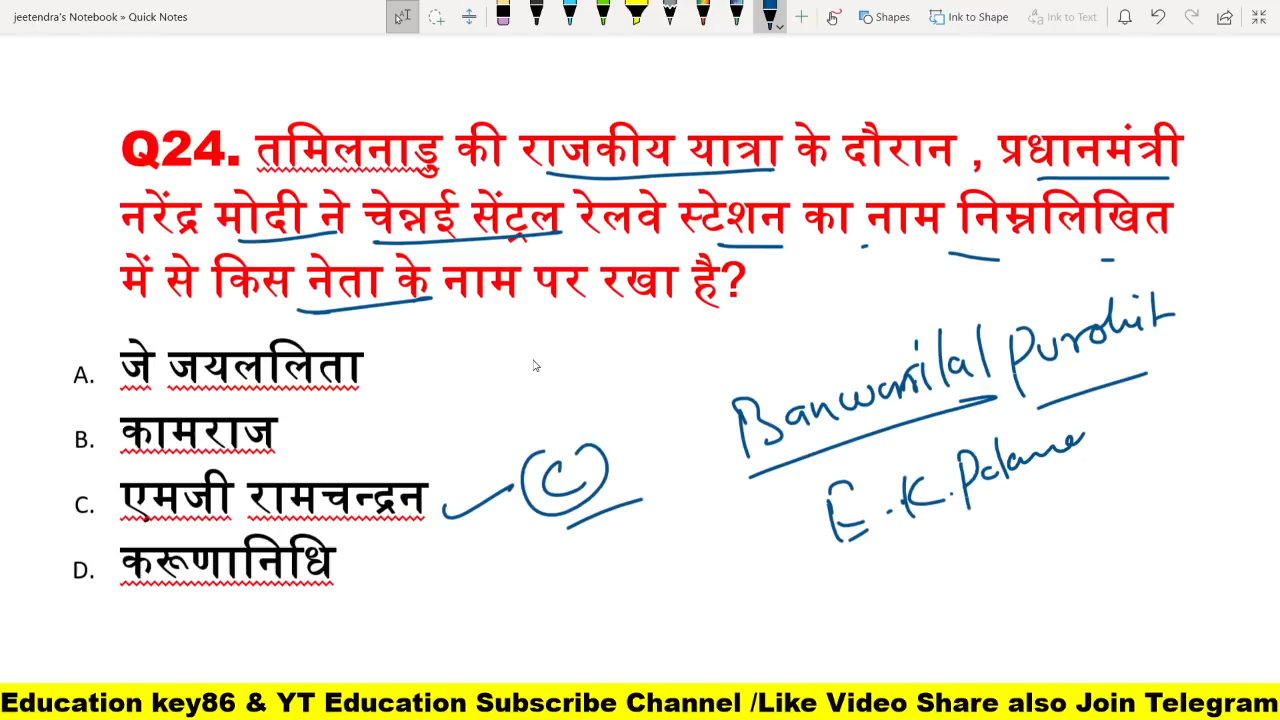 jeetendra's Notebook » Quick Notes
Shapes Ink to Shape Ink to Text
Q24. तमिलनाडु की राजकीय यात्रा के दौरान , प्रधानमंत्री
नरेंद्र मोदी ने चेन्नई सेंट्रल रेलवे स्टेशन का नाम निम्नलिखित
में से किस नेता के नाम पर रखा है?
A. जे जयललिता
B. कामराज
C. एमजी रामचन्द्रन
D. करूणानिधि
C
Banwarilal Purohit
E.K. Palane
Education key86 & YT Education Subscribe Channel /Like Video Share also Join Telegram